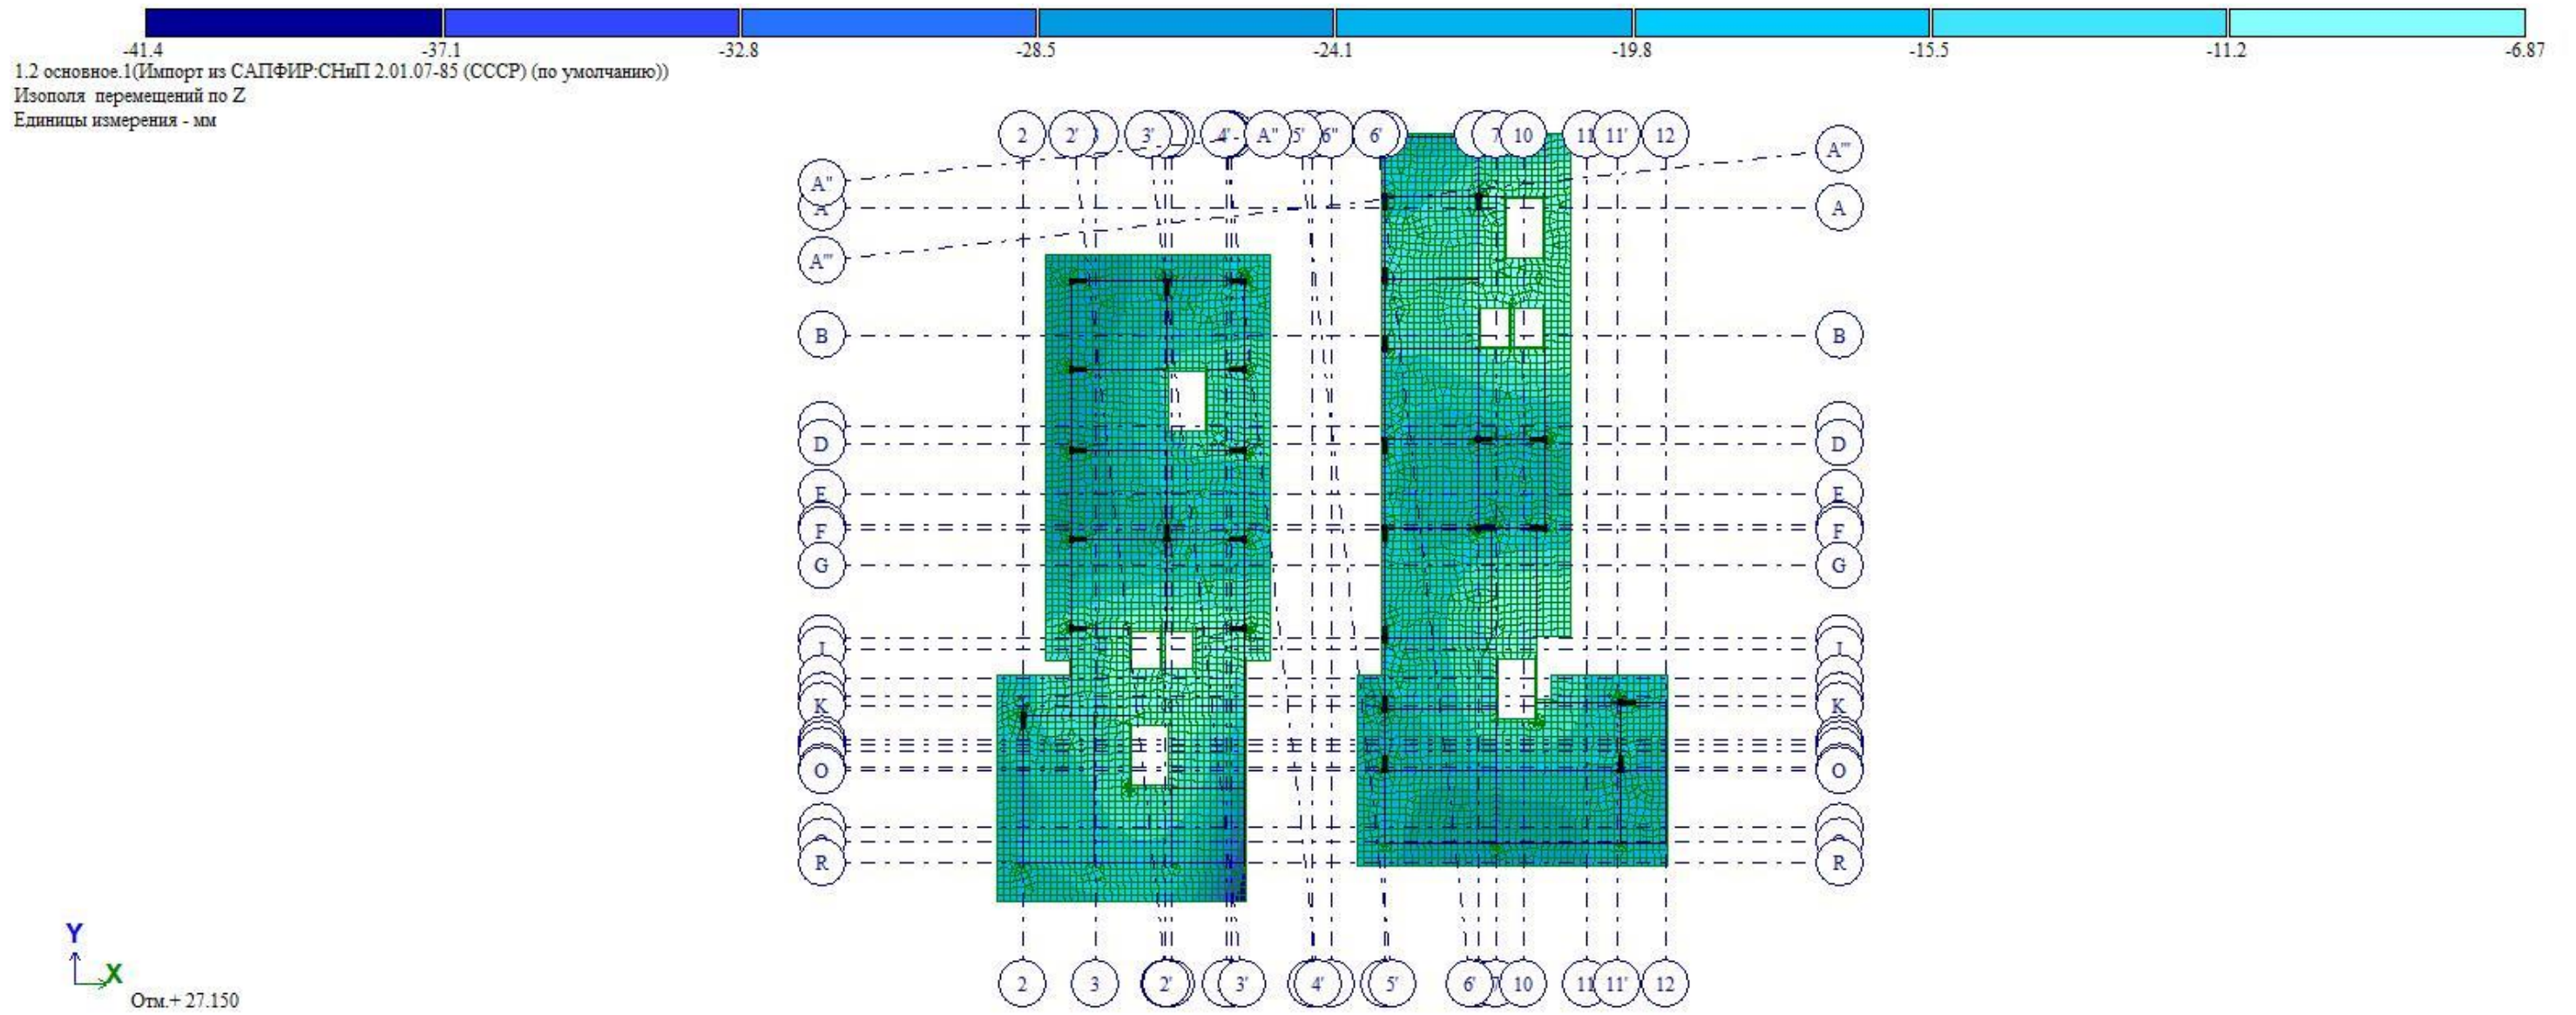 -41.4 -37.1 -32.8 -28.5 -24.1 -19.8 -15.5 -11.2 -6.87
1.2 основное.1(Импорт из САПФИР:СНиП 2.01.07-85 (СССР) (по умолчанию))
Изополя перемещений по Z
Единицы измерения - мм
2 2' 3' 4' A" 5' 6" 6' 7 10 11 11' 12
A"' 
A"
A A
A"'
B B
D D
E E
F F
G G
I I
K K
O O
R R
Y
X
2 3 2' 3' 4' 5' 6' 7 10 11 11' 12
Отм.+ 27.150